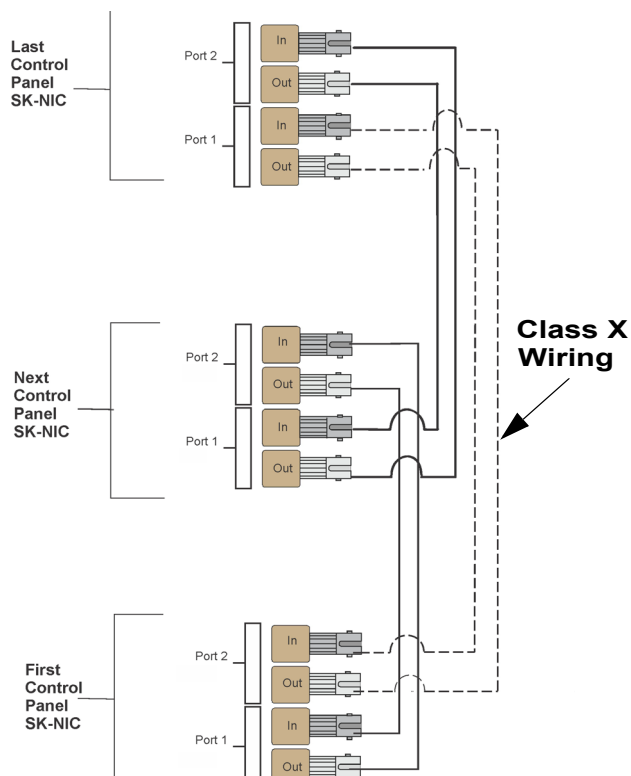 Last
Control
Panel
SK-NIC
Port 2
In
Out
Port 1
In
Out
Class X
Wiring
Next
Control
Panel
SK-NIC
Port 2
In
Out
Port 1
In
Out
First
Control
Panel
SK-NIC
Port 2
In
Out
Port 1
In
Out